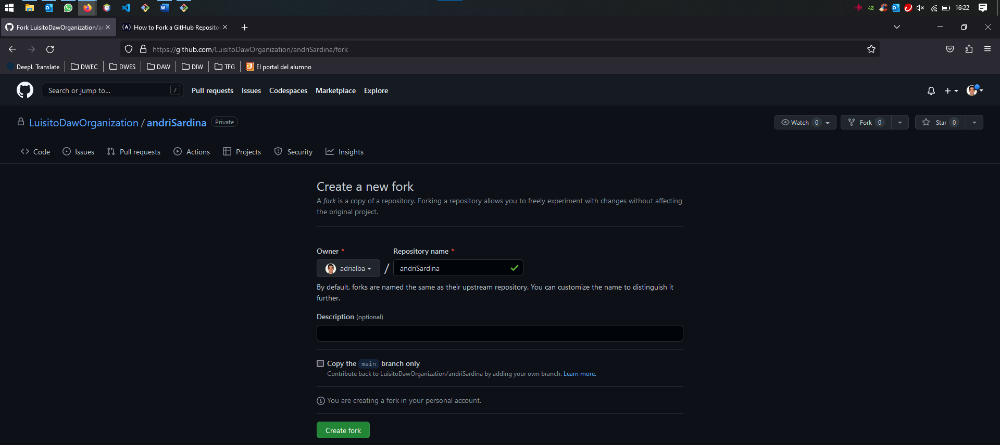 16:22
Fork LuisitoDawOrganization/an
How to Fork a GitHub Repositor
https://github.com/LuisitoDawOrganization/andriSardina/fork
DeepL Translate
DWEC
DWES
DAW
DIW
TFG
El portal del alumno
Search or jump to...
/
Pull requests
Issues
Codespaces
Marketplace
Explore
LuisitoDawOrganization / andriSardina
Private
Watch 0
Fork 0
Star 0
Code
Issues
Pull requests
Actions
Projects
Security
Insights
Create a new fork
A fork is a copy of a repository. Forking a repository allows you to freely experiment with changes without affecting
the original project.
Owner *
Repository name *
adrialba
/
andriSardina
By default, forks are named the same as their upstream repository. You can customize the name to distinguish it
further.
Description (optional)
Copy the main branch only
Contribute back to LuisitoDawOrganization/andriSardina by adding your own branch. Learn more.
You are creating a fork in your personal account.
Create fork